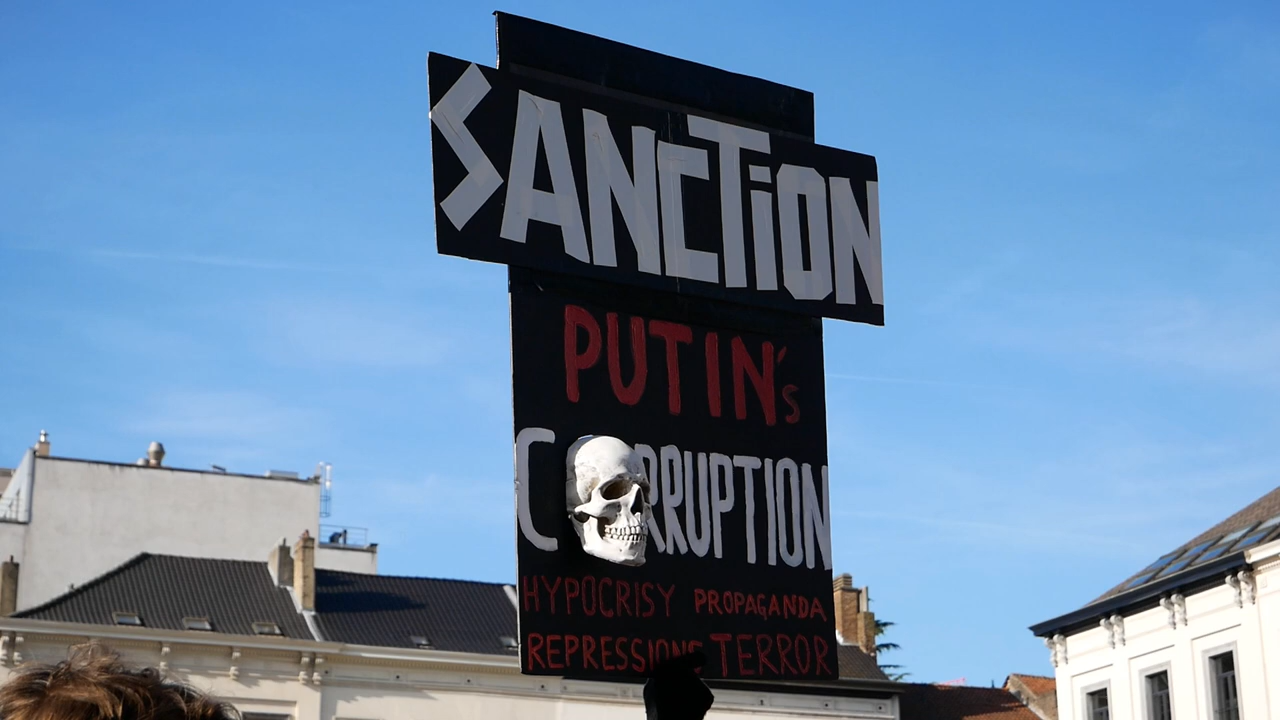 SANCTiON
PUTIN's
CORRUPTION
HYPOCRISY PROPAGANDA
REPRESSIONS TERROR